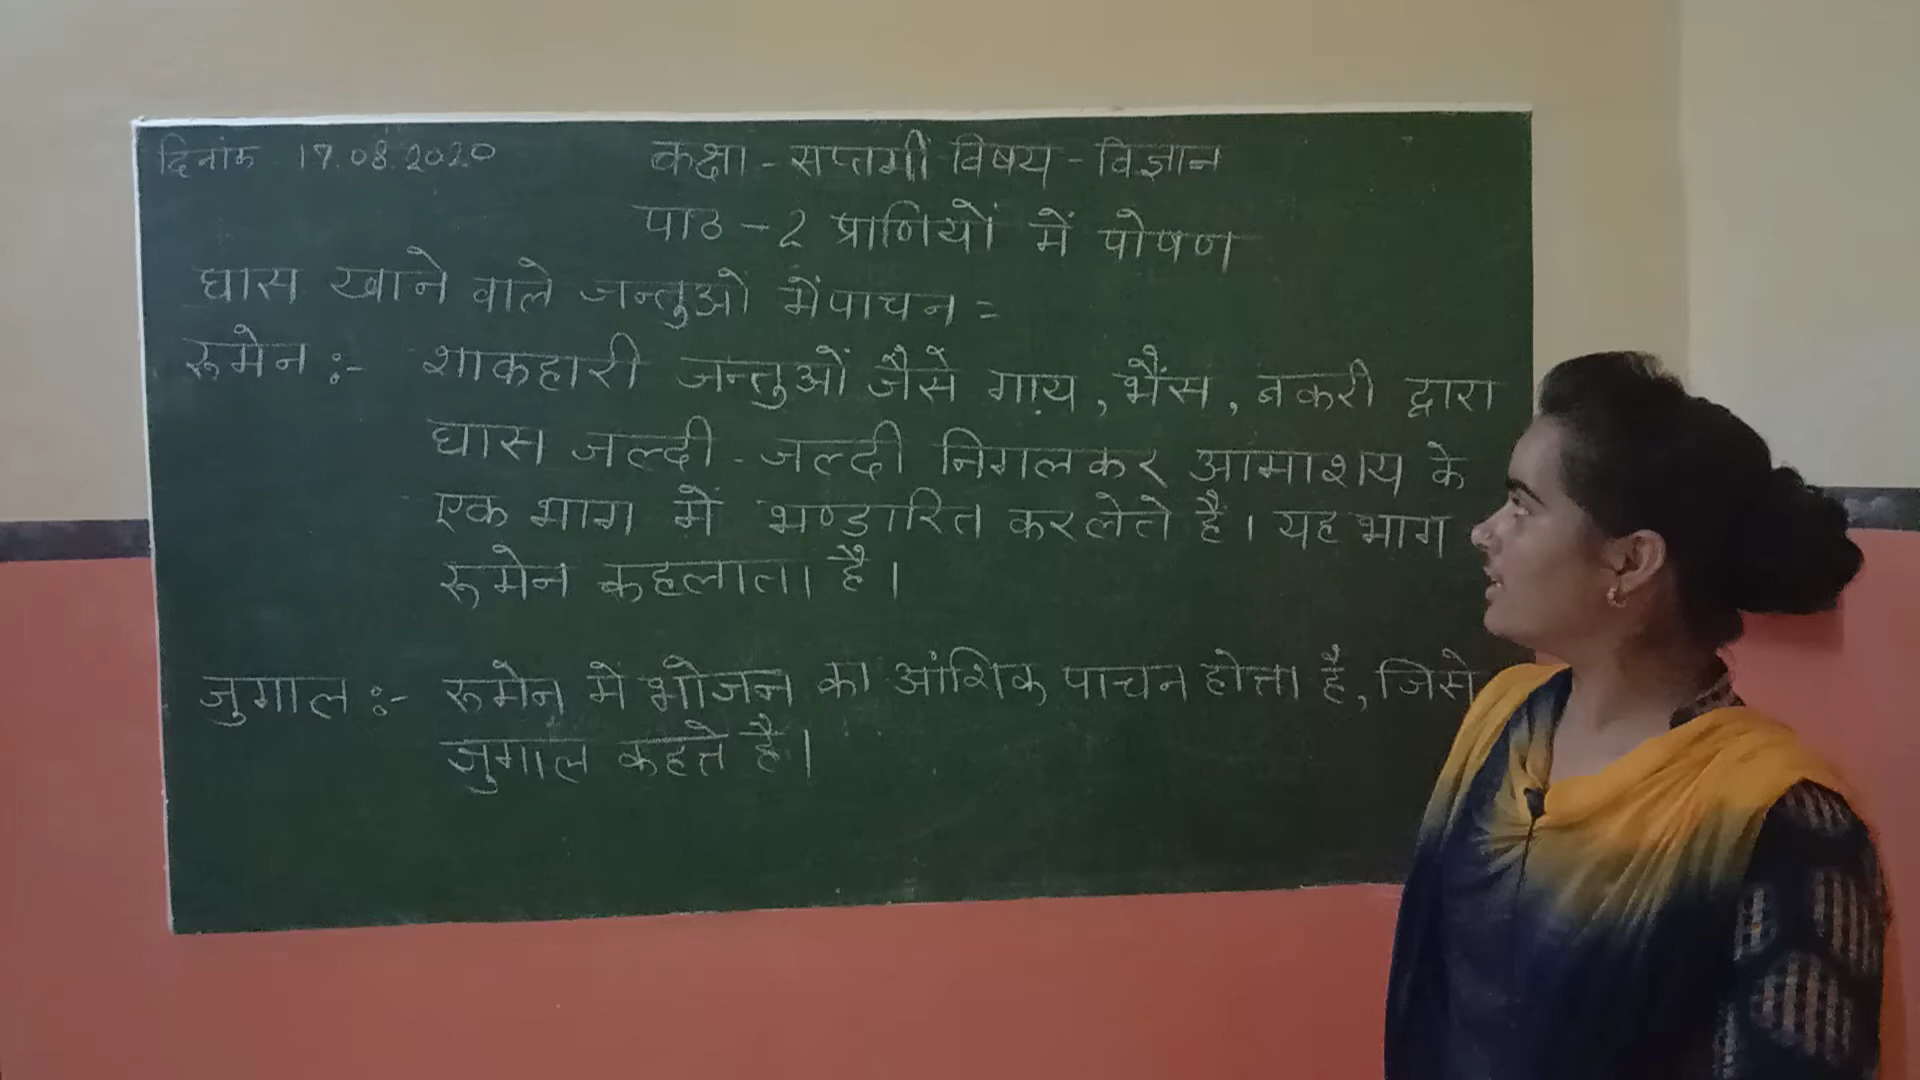 दिनांक 17.08.2020
कक्षा - सप्तमी विषय - विज्ञान
पाठ - 2 प्राणियों में पोषण
घास खाने वाले जन्तुओ मेंपाचन =
रूमेन :- शाकहारी जन्तुओं जैसे गाय, भैंस, बकरी द्वारा
घास जल्दी - जल्दी निगलकर आमाशय के
एक भाग में भण्डारित करलेते है। यह भाग
रूमेन कहलाता है।
जुगाल :- रूमेन में भोजन का आंशिक पाचन होता है, जिसे
जुगाल कहते है।